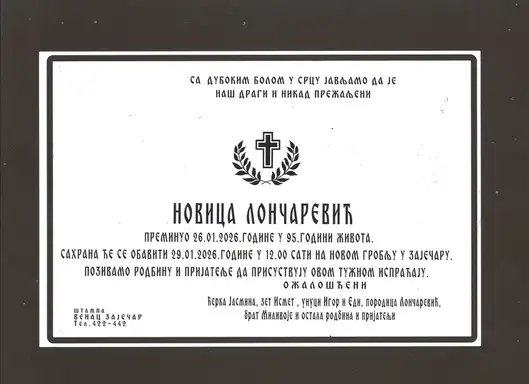 СА ДУБОКИМ БОЛОМ У СРЦУ ЈАВЉАМО ДА ЈЕ
НАШ ДРАГИ И НИКАД ПРЕЖАЉЕНИ
НОВИЦА ЛОНЧАРЕВИЋ
ПРЕМИНУО 26.01.2026.ГОДИНЕ У 95.ГОДИНИ ЖИВОТА.
САХРАНА ЋЕ СЕ ОБАВИТИ 29.01.2026.ГОДИНЕ У 12.00 САТИ НА НОВОМ ГРОБЉУ У ЗАЈЕЧАРУ.
ПОЗИВАМО РОДБИНУ И ПРИЈАТЕЉЕ ДА ПРИСУСТВУЈУ ОВОМ ТУЖНОМ ИСПРАЋАЈУ.
ОЖАЛОШЋЕНИ
ћерка Јасмина, зет Исмет , унуци Игор и Еди, породица Лончаревић,
брат Миливоје и остала родбина и пријатељи
ШТАМПА
ВЕНАЦ ЗАЈЕЧАР
Тел.422-442